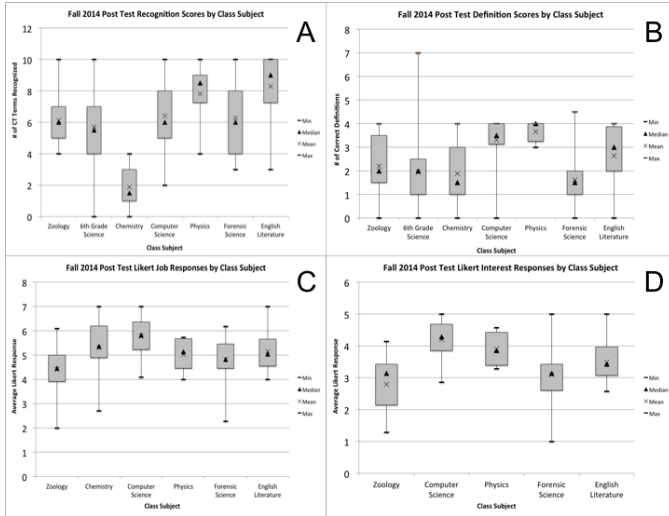 Fall 2014 Post Test Recognition Scores by Class Subject
A
# of CT Terms Recognized
12
10
8
6
4
2
0
Zoology
6th Grade
Science
Chemistry
Computer
Science
Physics
Forensic
Science
English
Literature
Class Subject
Min
Median
Mean
Max
Fall 2014 Post Test Definition Scores by Class Subject
B
# of Correct Definitions
8
7
6
5
4
3
2
1
0
Zoology
6th Grade
Science
Chemistry
Computer
Science
Physics
Forensic
Science
English
Literature
Class Subject
Min
Median
Mean
Max
Fall 2014 Post Test Likert Job Responses by Class Subject
C
Average Likert Response
8
7
6
5
4
3
2
1
0
Zoology
Chemistry
Computer
Science
Physics
Forensic
Science
English
Literature
Class Subject
Min
Median
Mean
Max
Fall 2014 Post Test Likert Interest Responses by Class Subject
D
Average Likert Response
6
5
4
3
2
1
0
Zoology
Computer
Science
Physics
Forensic
Science
English
Literature
Class Subject
Min
Median
Mean
Max